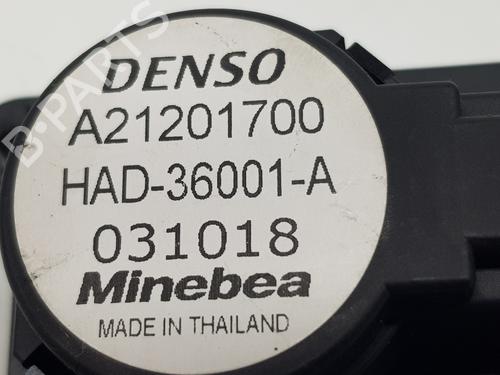 DENSO
A21201700
HAD-36001-A
031018
Minebea
MADE IN THAILAND
B-PARTS